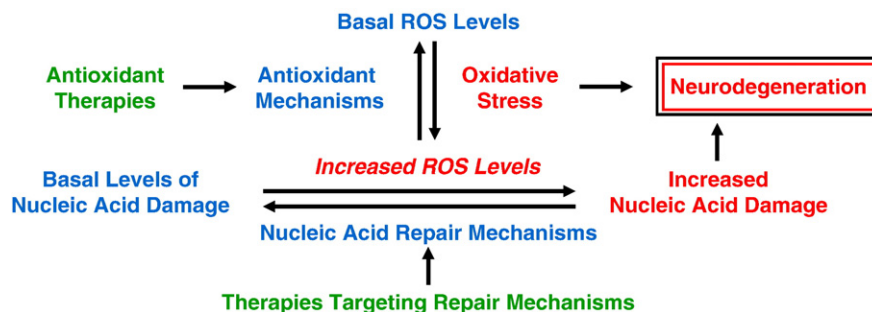 Basal ROS Levels
Antioxidant
Therapies
Antioxidant
Mechanisms
Oxidative
Stress
Neurodegeneration
Increased ROS Levels
Basal Levels of
Nucleic Acid Damage
Increased
Nucleic Acid Damage
Nucleic Acid Repair Mechanisms
Therapies Targeting Repair Mechanisms